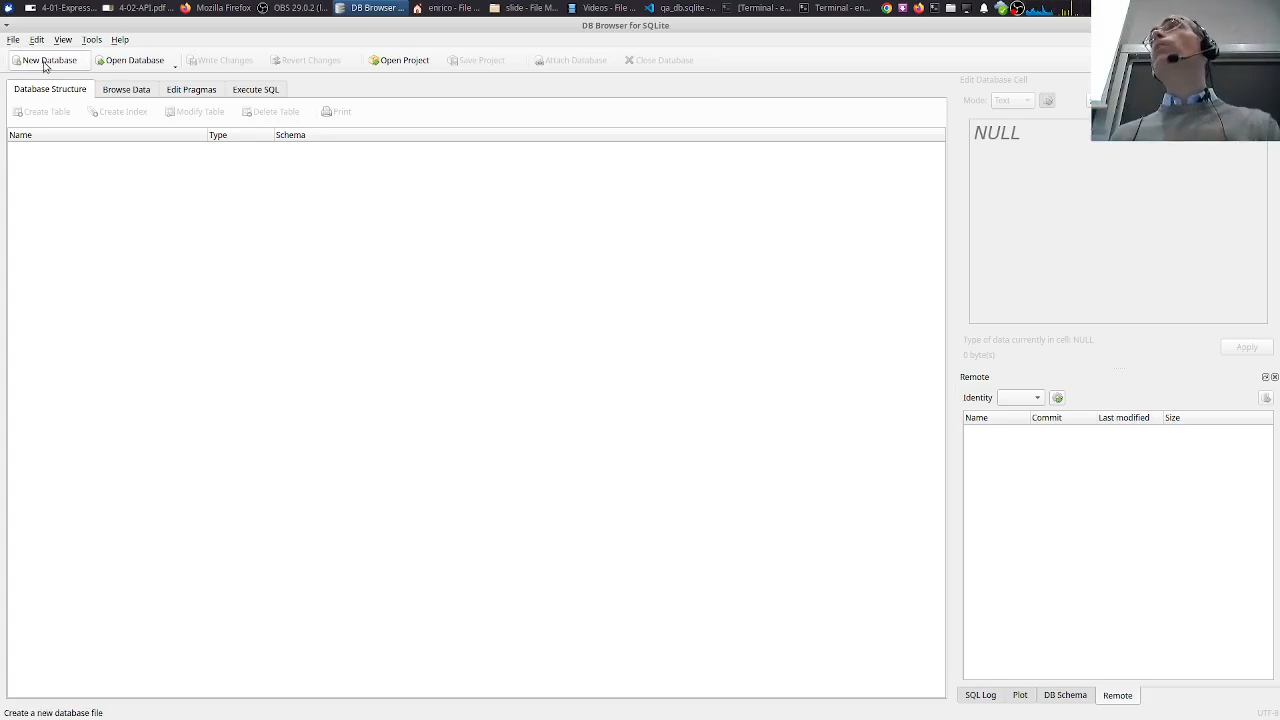 4-01-Express... 4-02-API.pdf ... Mozilla Firefox OBS 29.0.2 (l... DB Browser ... enrico - File ... slide - File M... Videos - File ... qa_db.sqlite -... [Terminal - e... Terminal - en...
DB Browser for SQLite
File Edit View Tools Help
New Database Open Database Write Changes Revert Changes Open Project Save Project Attach Database Close Database
Database Structure Browse Data Edit Pragmas Execute SQL
Create Table Create Index Modify Table Delete Table Print
Name Type Schema
Edit Database Cell
Mode: Text
NULL
Type of data currently in cell: NULL
0 byte(s)
Apply
Remote
Identity
Name Commit Last modified Size
SQL Log Plot DB Schema Remote
Create a new database file
UTF-8